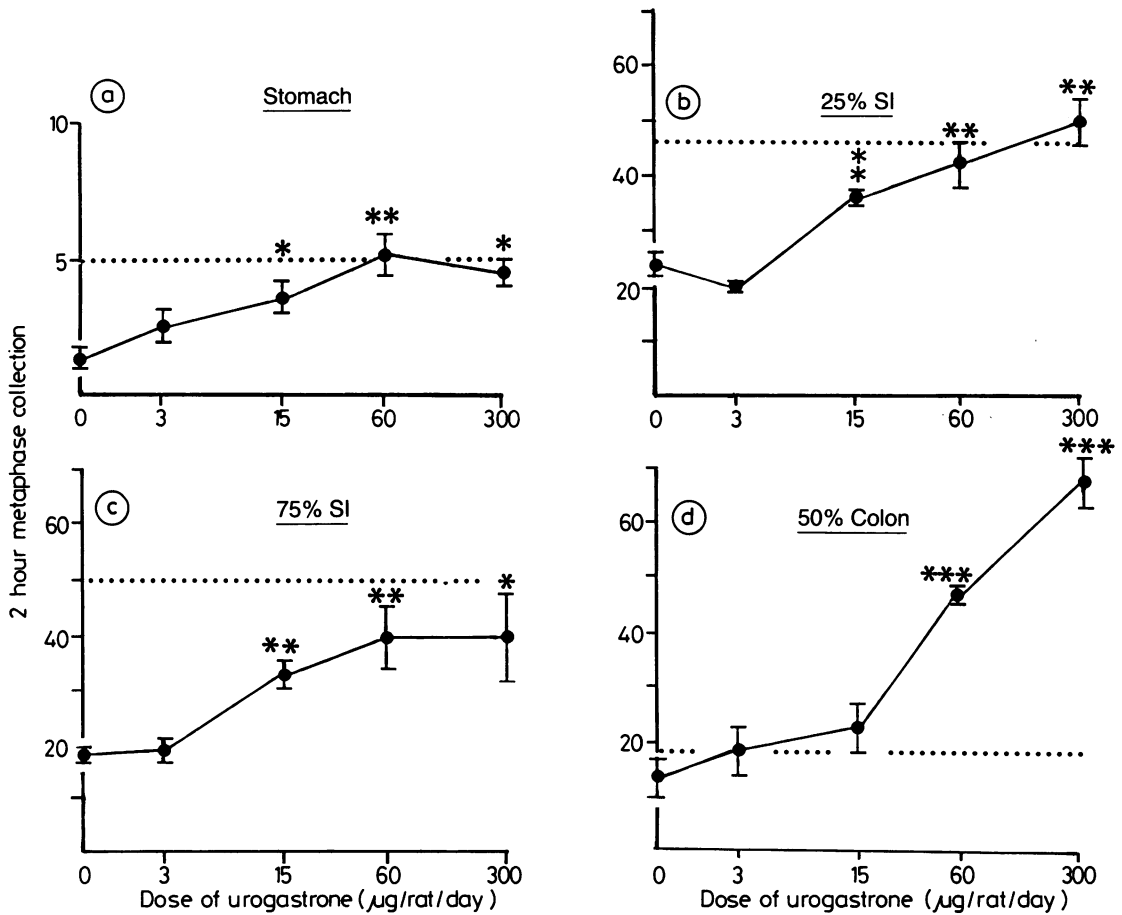 2 hour metaphase collection
a
Stomach
10
5
*
**
*
0 3 15 60 300
b
25% SI
60
40
20
**
**
**
0 3 15 60 300
c
75% SI
60
40
20
**
**
*
0 3 15 60 300
Dose of urogastrone (µg/rat/day)
d
50% Colon
60
40
20
***
***
0 3 15 60 300
Dose of urogastrone (µg/rat/day)